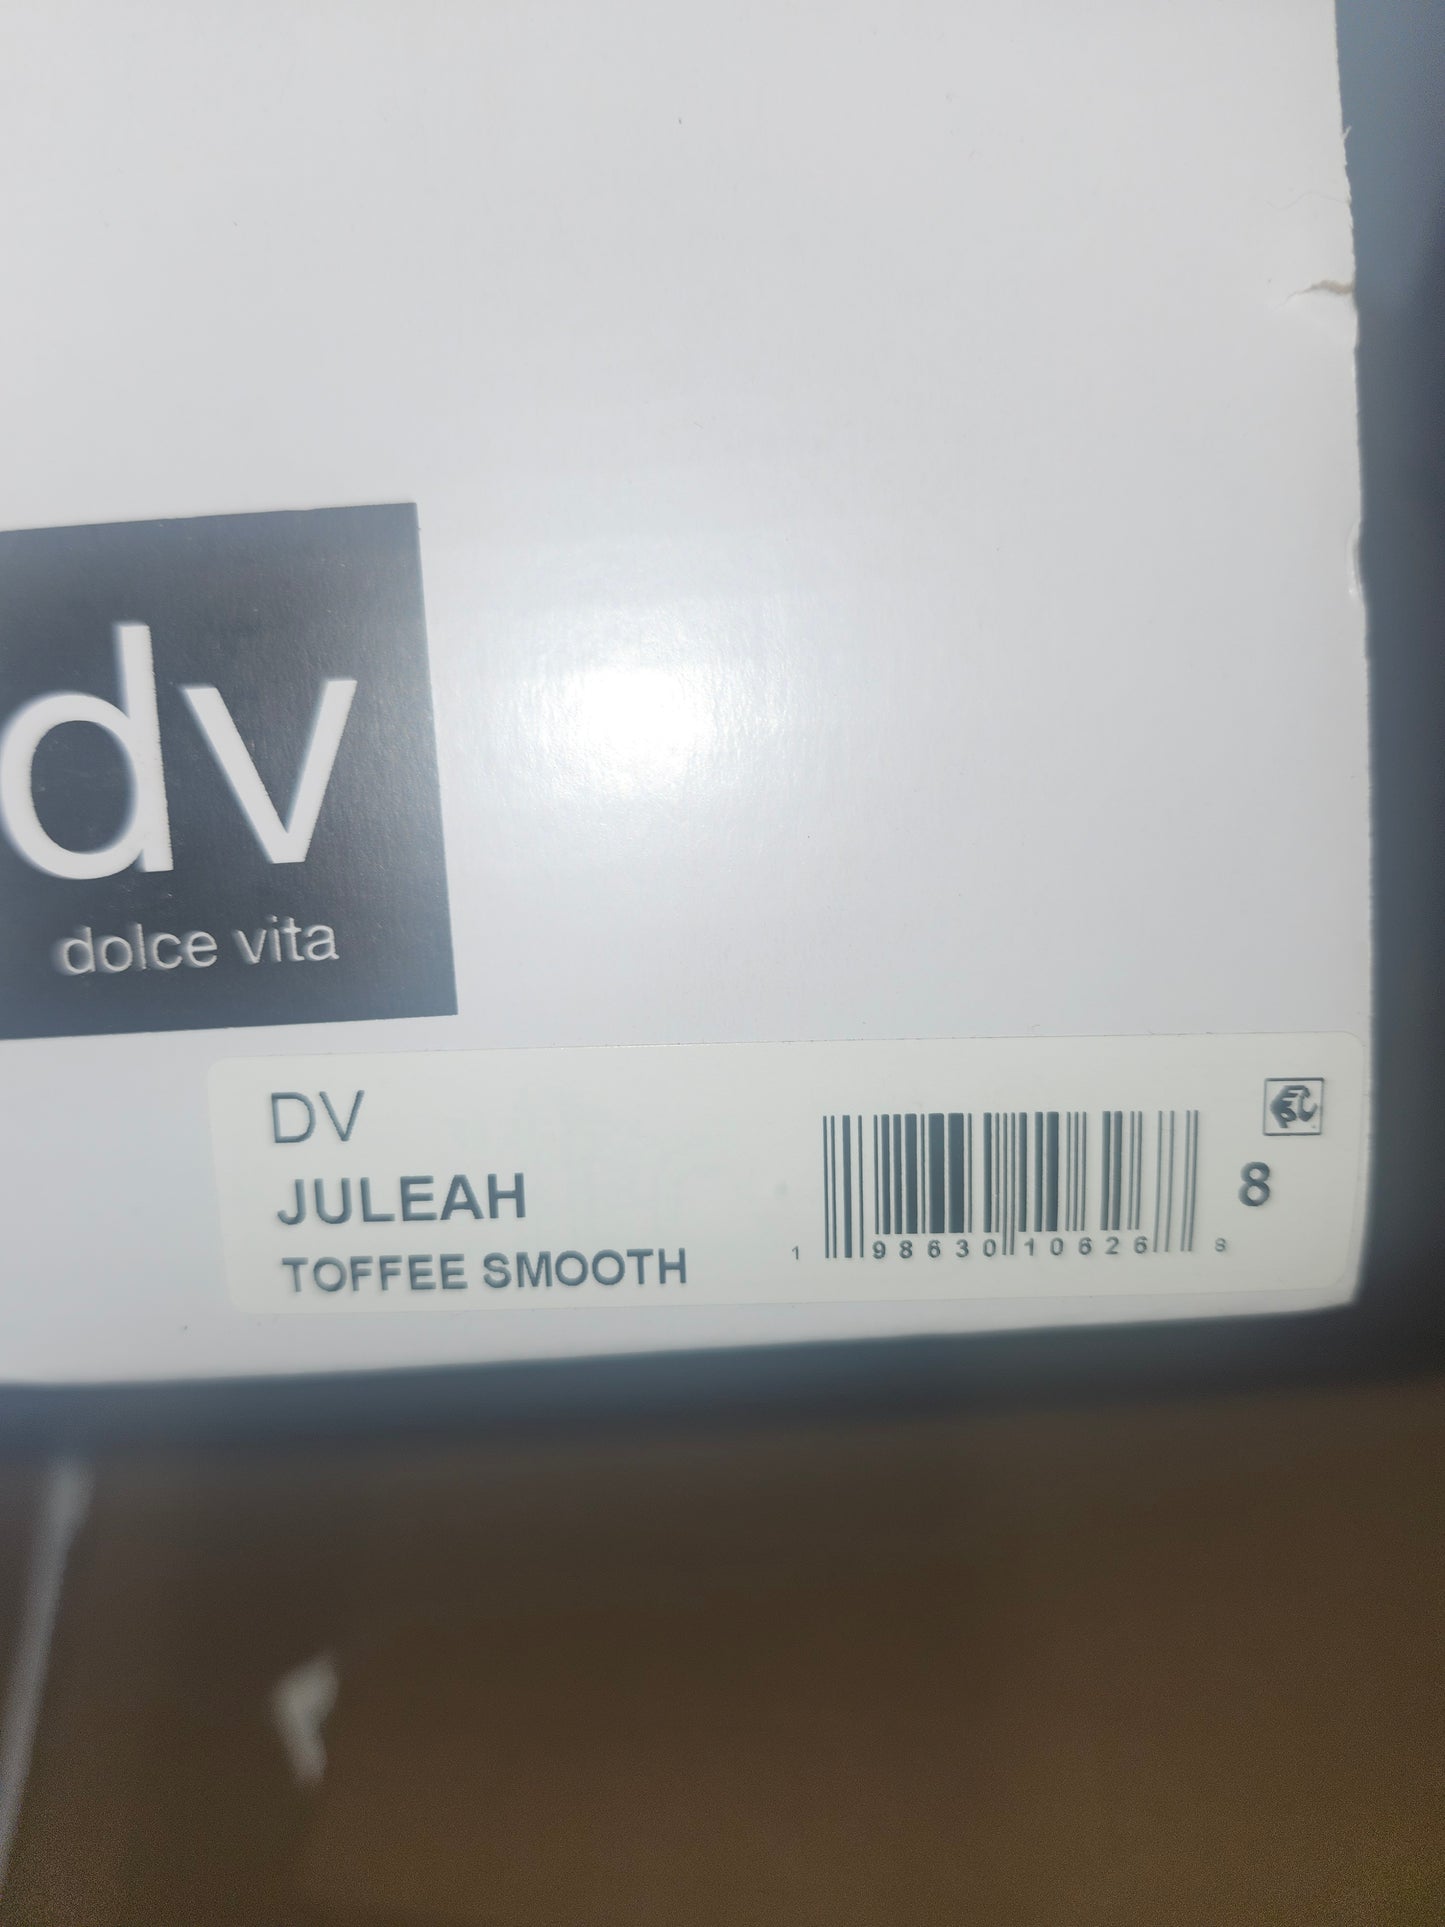 dv
dolce vita
DV
JULEAH
TOFFEE SMOOTH
1 98630 10626 8
8